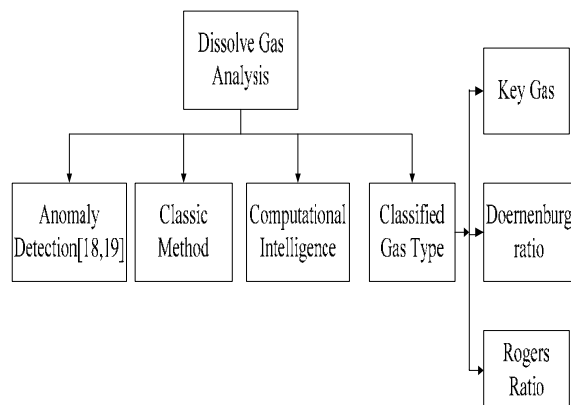 Dissolve Gas
Analysis
Key Gas
Anomaly
Detection[18,19]
Classic
Method
Computational
Intelligence
Classified
Gas Type
Doernenburg
ratio
Rogers
Ratio